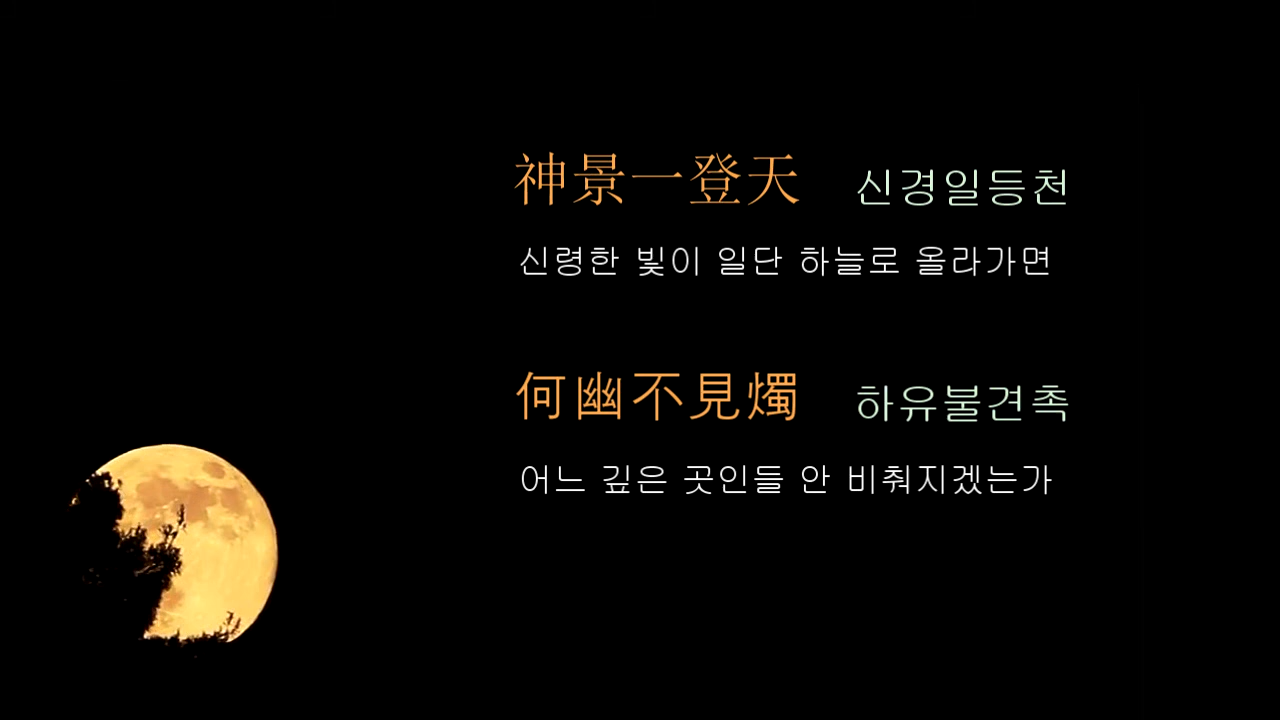 神景一登天 신경일등천
신령한 빛이 일단 하늘로 올라가면
何幽不見燭 하유불견촉
어느 깊은 곳인들 안 비춰지겠는가